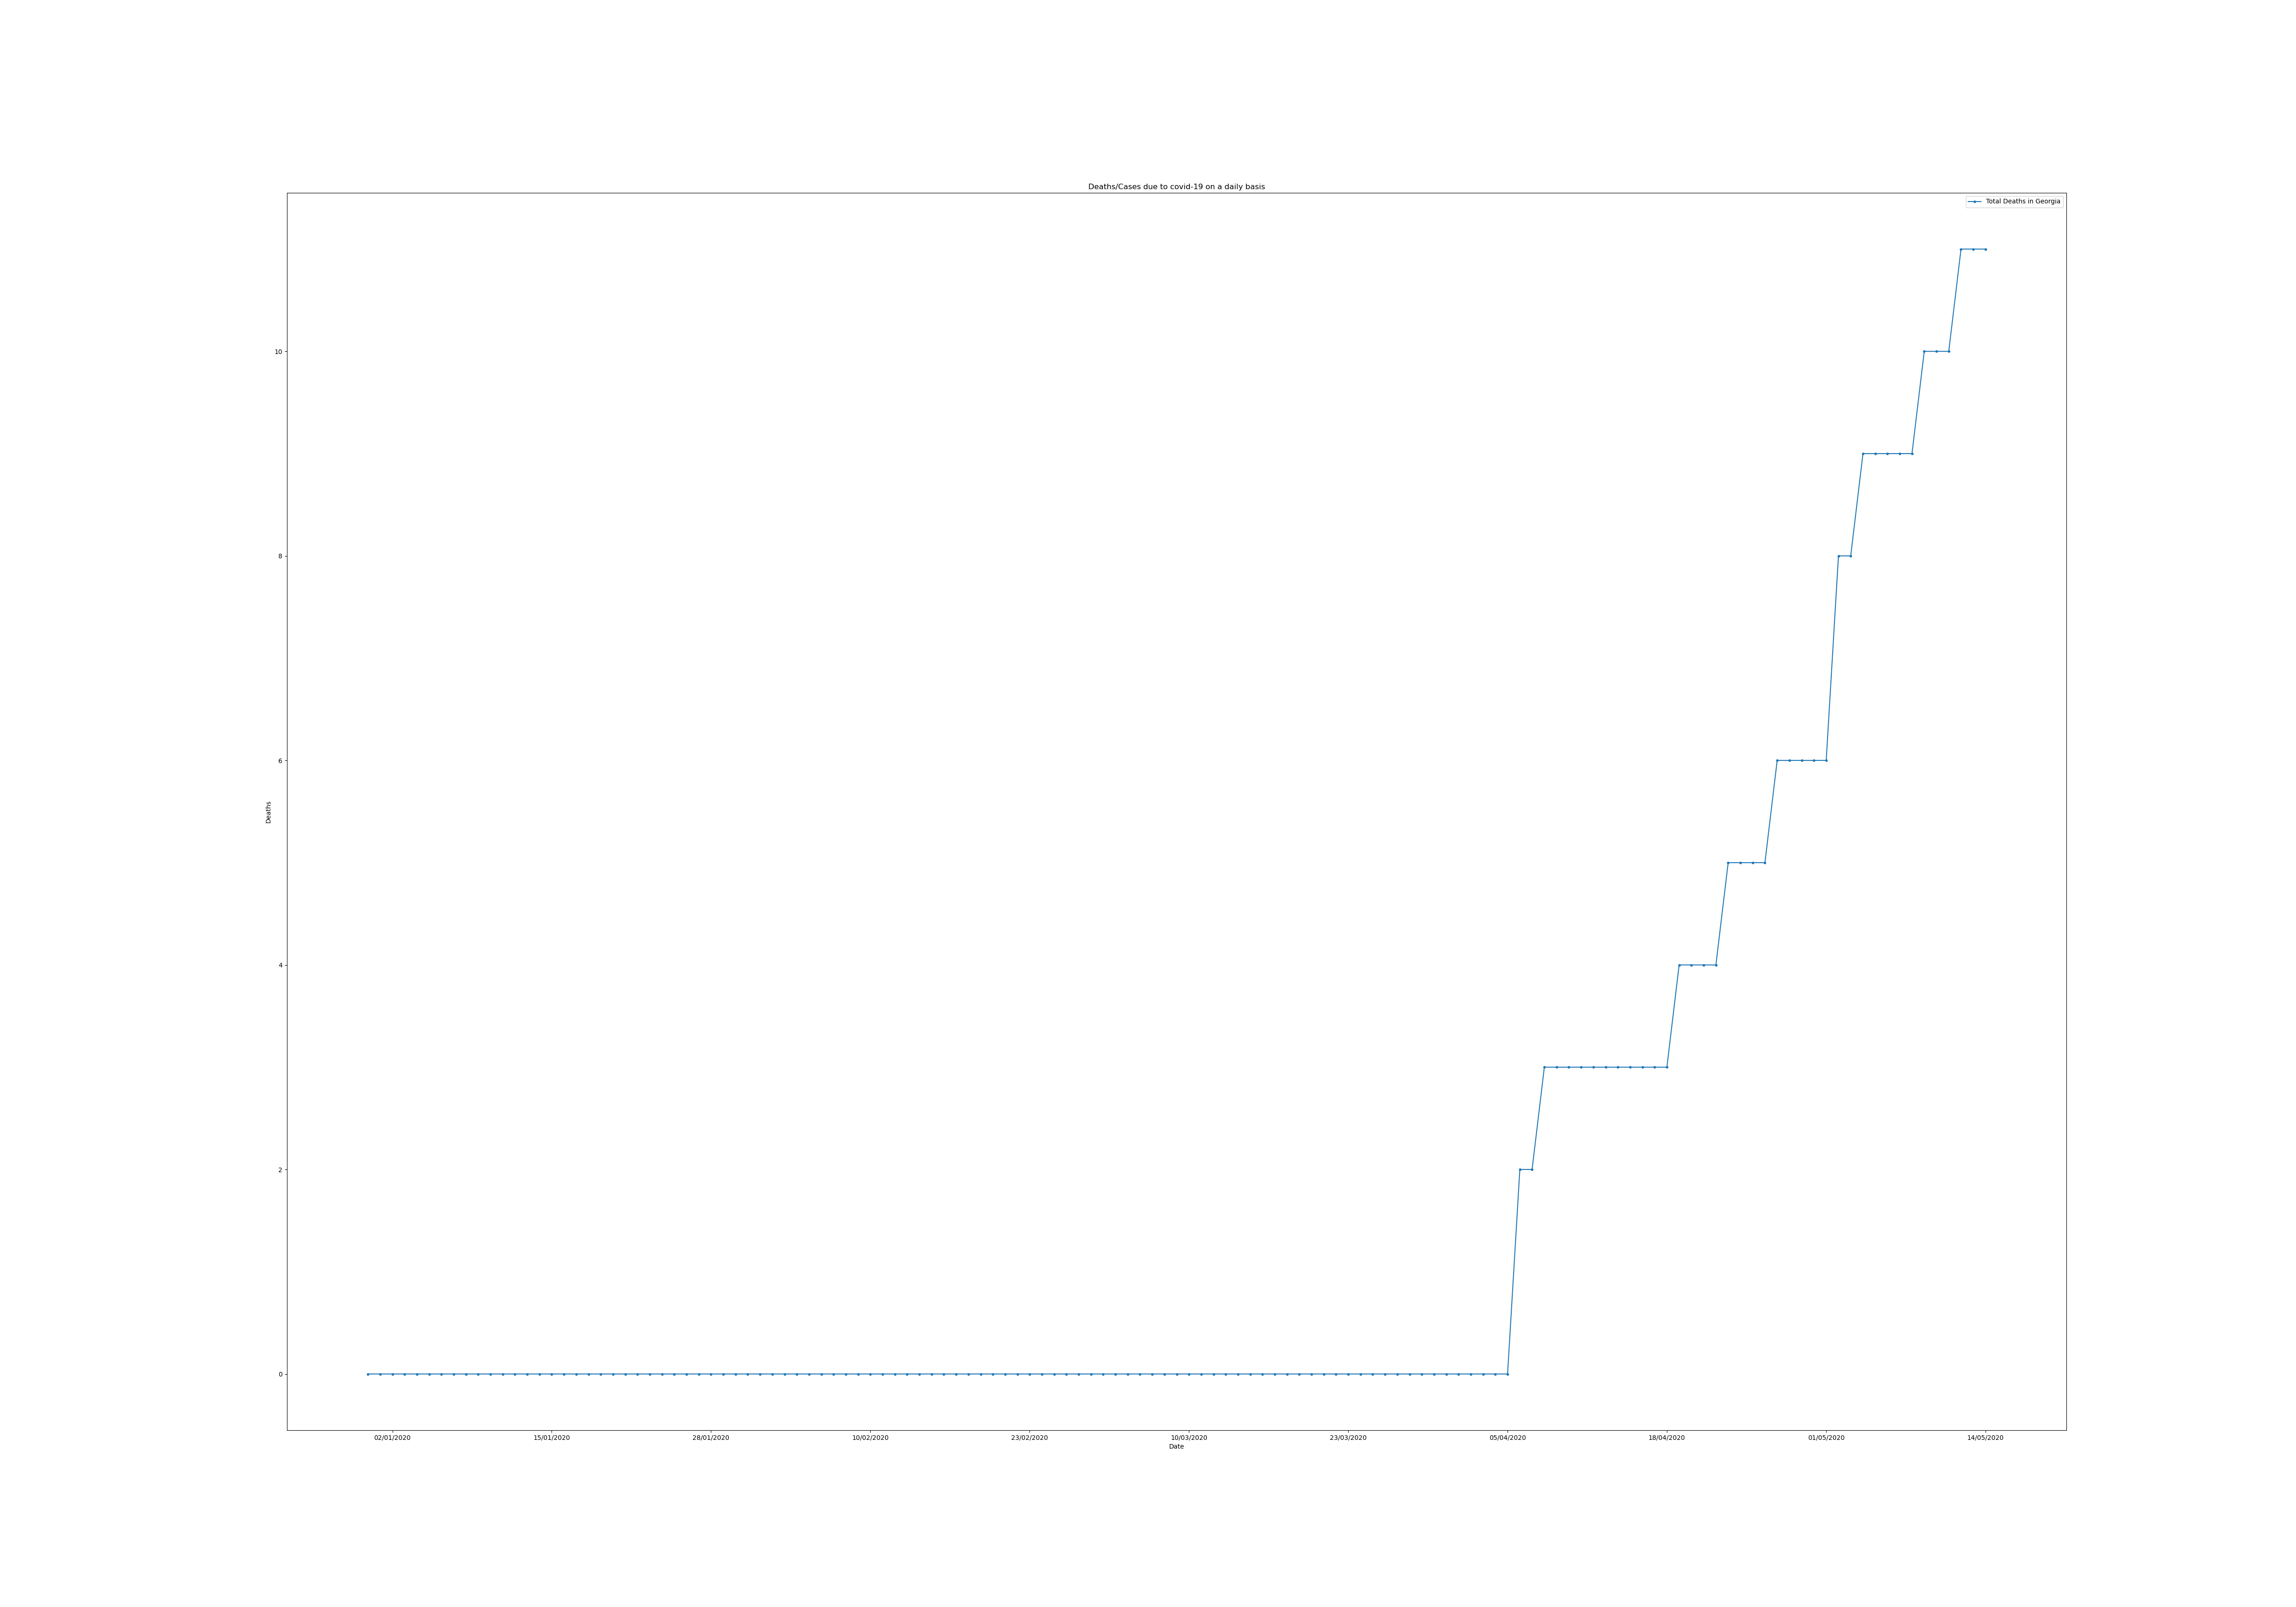 Deaths/Cases due to covid-19 on a daily basis
Total Deaths in Georgia
10
8
6
4
2
0
Deaths
02/01/2020 15/01/2020 28/01/2020 10/02/2020 23/02/2020 10/03/2020 23/03/2020 05/04/2020 18/04/2020 01/05/2020 14/05/2020
Date